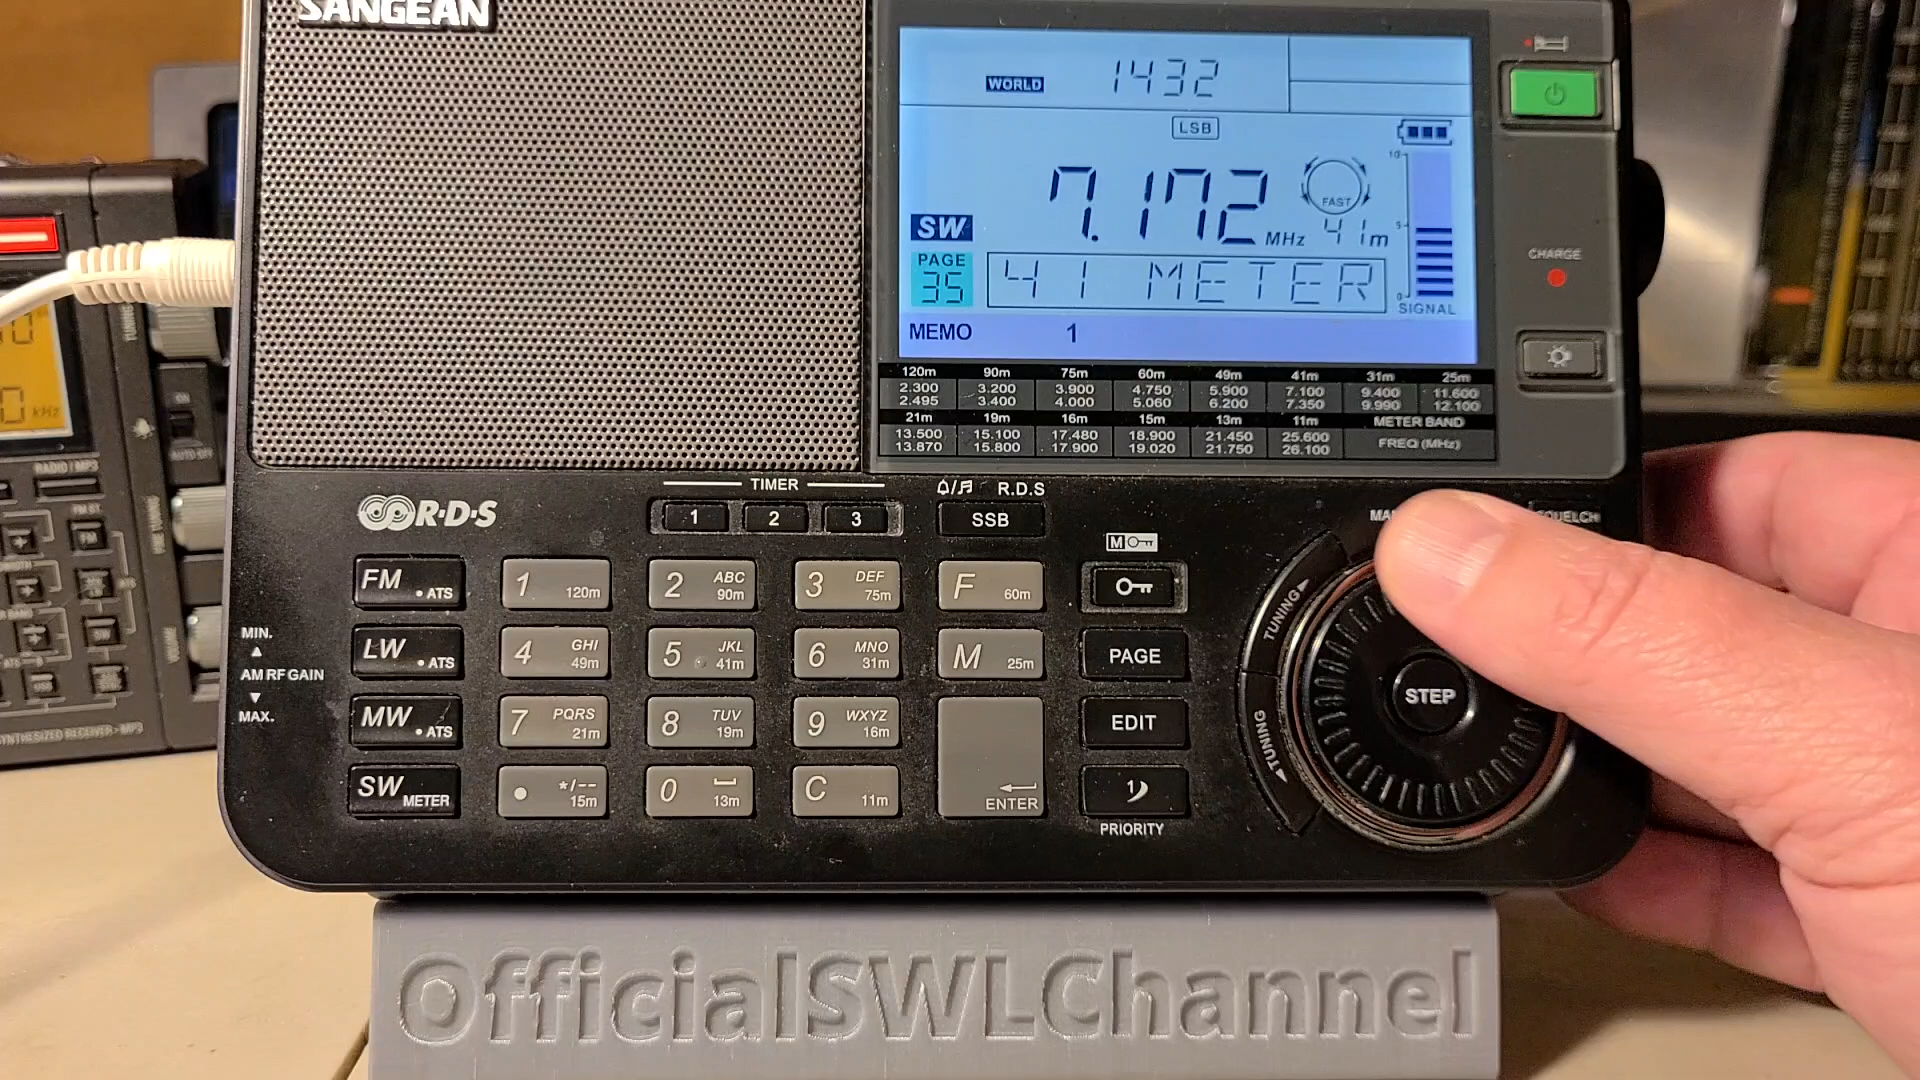 SANGEAN
WORLD 1432
LSB
7.172 MHz
FAST
41m
10
5
0
SIGNAL
SW
PAGE
35
41 METER
MEMO 1
120m 90m 75m 60m 49m 41m 31m 25m
2.300 3.200 3.900 4.750 5.900 7.100 9.400 11.600
2.495 3.400 4.000 5.060 6.200 7.350 9.990 12.100
21m 19m 16m 15m 13m 11m METER BAND
13.500 15.100 17.480 18.900 21.450 25.600 FREQ (MHz)
13.870 15.800 17.900 19.020 21.750 26.100
CHARGE
R·D·S
TIMER
1 2 3
R.D.S
SSB
M
FM • ATS
1 120m
2 ABC 90m
3 DEF 75m
F 60m
MIN.
AM RF GAIN
MAX.
LW • ATS
4 GHI 49m
5 JKL 41m
6 MNO 31m
M 25m
PAGE
MW • ATS
7 PQRS 21m
8 TUV 19m
9 WXYZ 16m
EDIT
SW METER
• */-- 15m
0 13m
C 11m
ENTER
PRIORITY
TUNING
TUNING
STEP
RADIO/MP3
kHz
OfficialSWLChannel